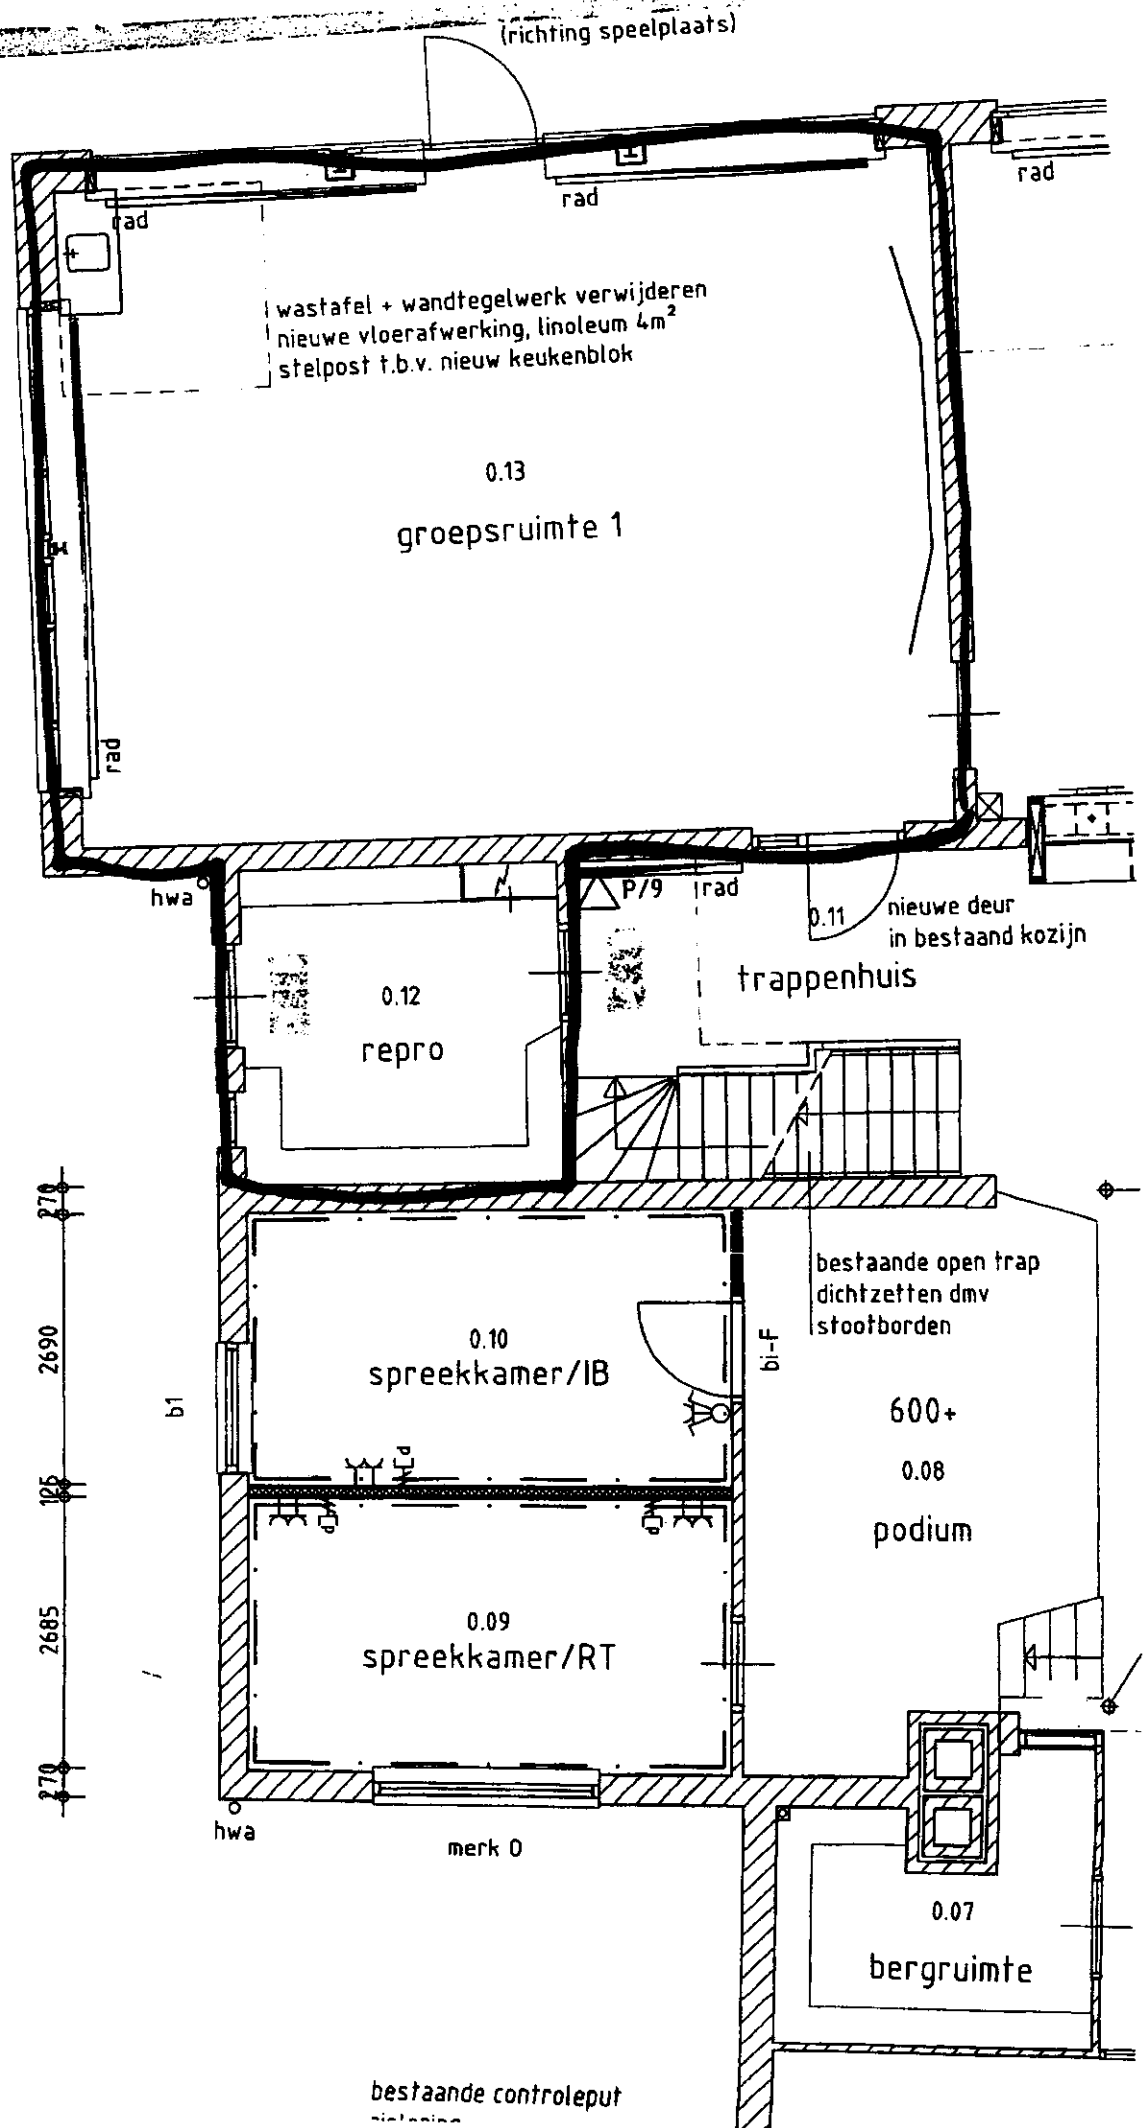 (richting speelplaats)
rad
rad
rad
wastafel + wandtegelwerk verwijderen
nieuwe vloerafwerking, linoleum 4m²
stelpost t.b.v. nieuw keukenblok
0.13
groepsruimte 1
rad
hwa
P/9
rad
0.11
nieuwe deur
in bestaand kozijn
trappenhuis
0.12
repro
270
2690
126
2685
270
b1
0.10
spreekkamer/IB
d
bi-F
bestaande open trap
dichtzetten dmv
stootborden
600+
0.08
podium
d
d
0.09
spreekkamer/RT
hwa
merk O
0.07
bergruimte
bestaande controleput